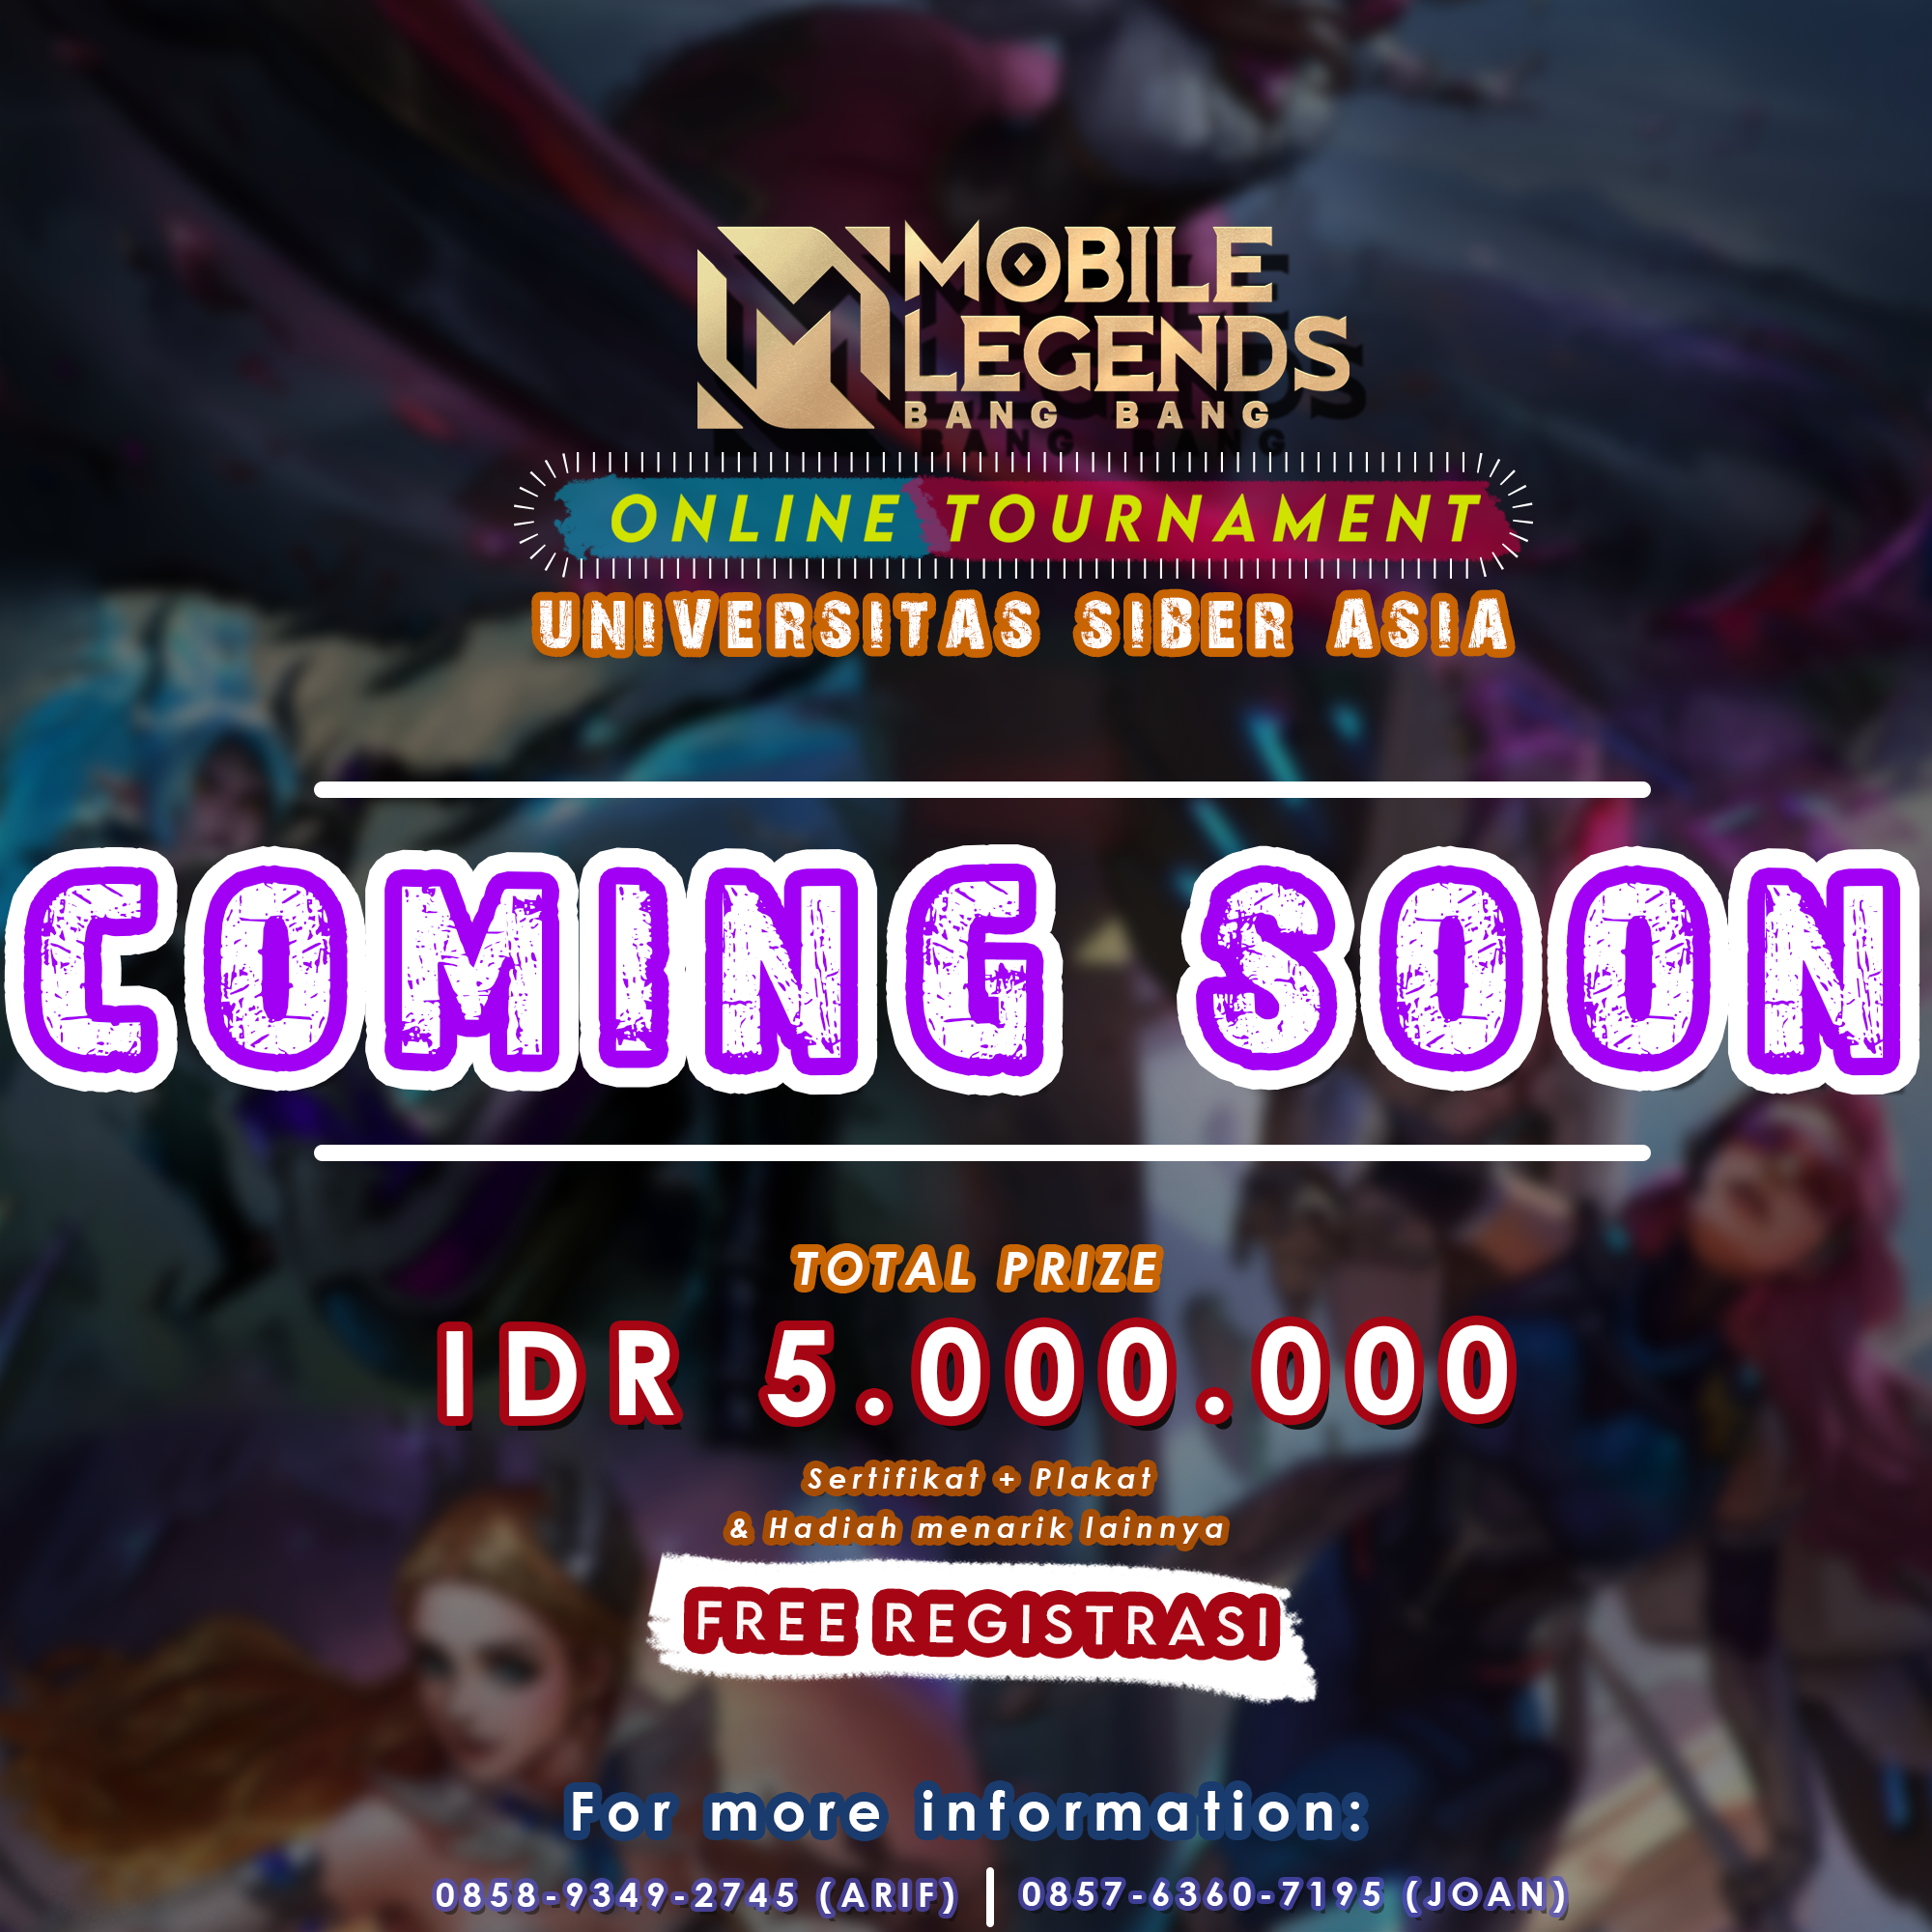 MOBILE
LEGENDS
BANG BANG
ONLINE TOURNAMENT
UNIVERSITAS SIBER ASIA
COMING SOON
TOTAL PRIZE
IDR 5.000.000
Sertifikat + Plakat
& Hadiah menarik lainnya
FREE REGISTRASI
For more information:
0858-9349-2745 (ARIF) | 0857-6360-7195 (JOAN)